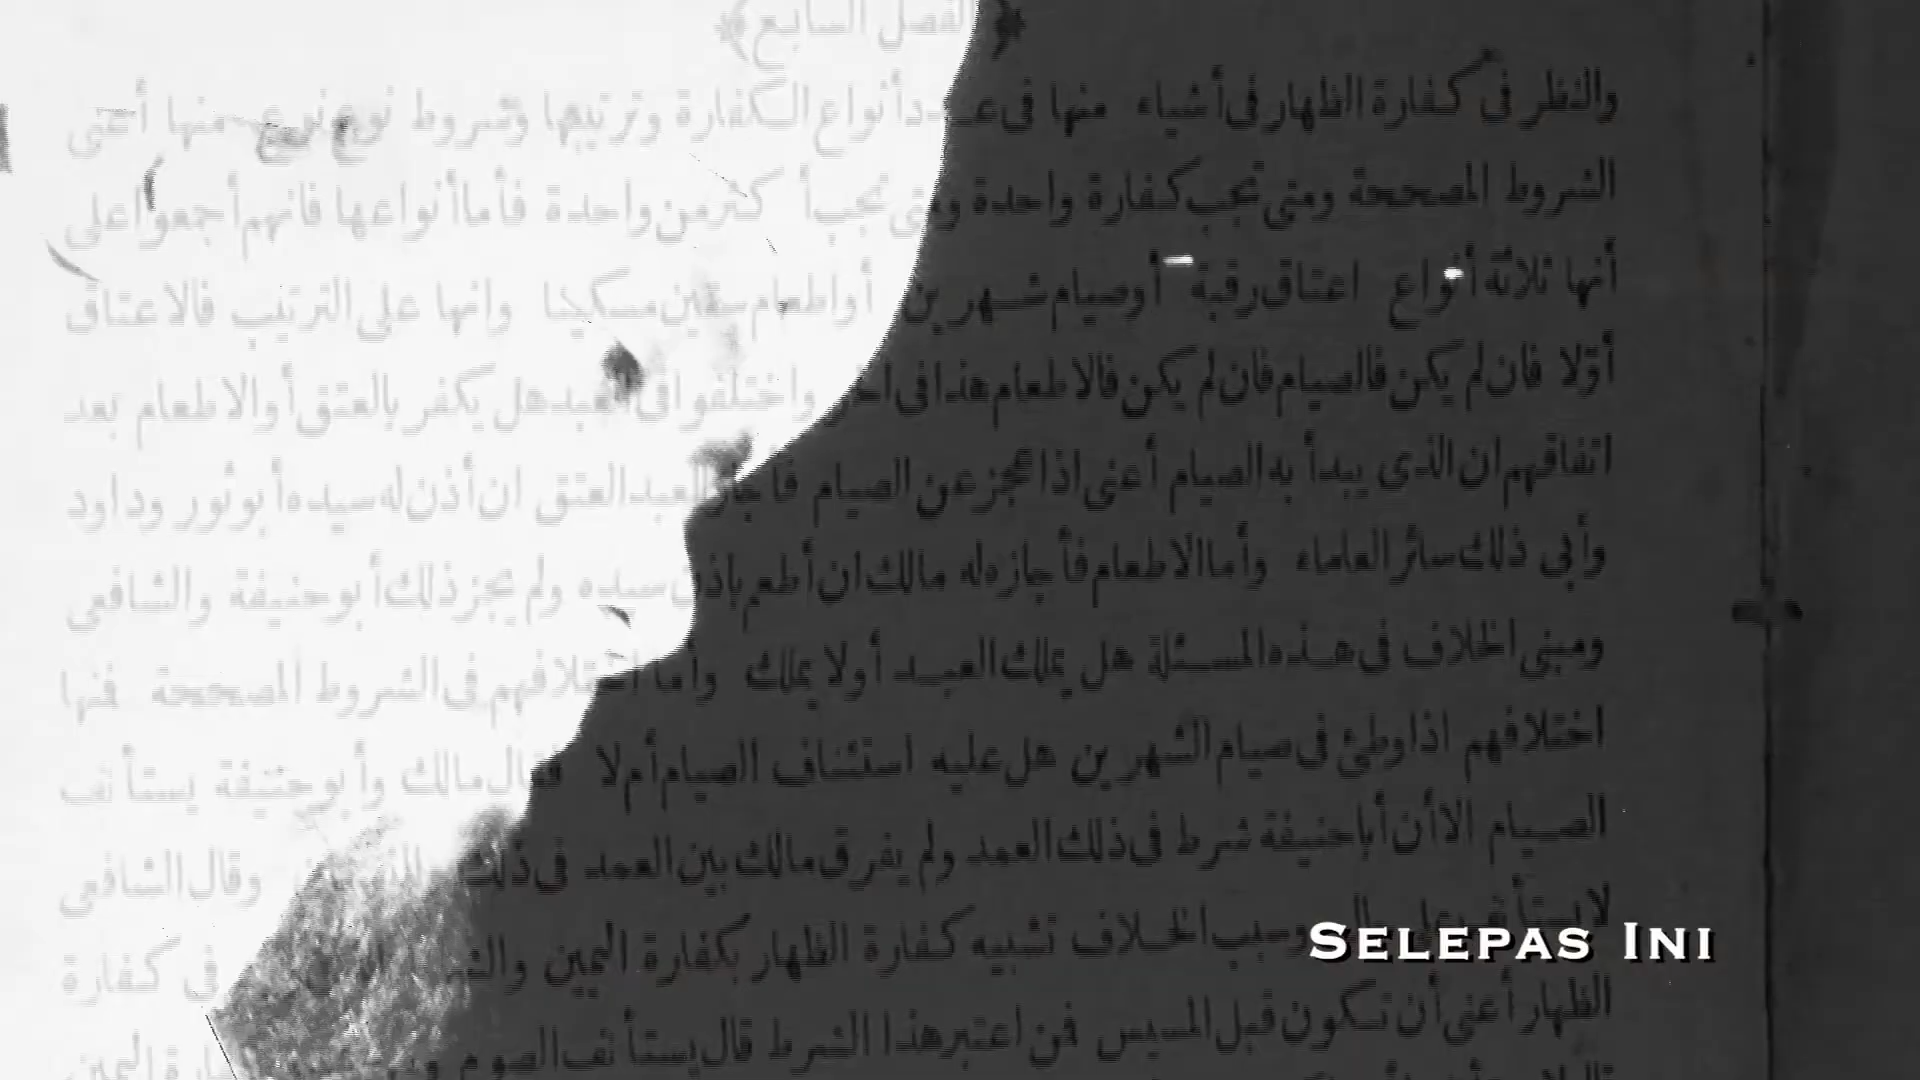 الفصل السابع﴾
والنظر فى كفارة الظهار فى أشياء منها فى عدد أنواع الكفارة وترتيبها وشروط نوع نوع منها أعنى
الشروط المصححة ومتى تجب كفارة واحدة ومتى تجب أكثر من واحدة فأما أنواعها فانهم أجمعوا على
أنها ثلاثة أنواع اعتاق رقبة أو صيام شهرين أو اطعام ستين مسكينا وانها على الترتيب فالاعتاق
أوّلا فان لم يكن فالصيام فان لم يكن فالاطعام هذا فى الحر واختلفوا فى العبد هل يكفر بالعتق أو الاطعام بعد
اتفاقهم ان الذى يبدأ به الصيام أعنى اذا عجز عن الصيام فأجاز للعبد العتق ان أذن له سيده أبو ثور وداود
وأبى ذلك سائر العلماء وأما الاطعام فأجازه له مالك ان أطعم باذن سيده ولم يجز ذلك أبو حنيفة والشافعى
ومبنى الخلاف فى هذه المسئلة هل يملك العبد أو لا يملك وأما اختلافهم فى الشروط المصححة فمنها
اختلافهم اذا وطئ فى صيام الشهرين هل عليه استئناف الصيام أم لا فقال مالك وأبو حنيفة يستأنف
الصيام الا أن أبا حنيفة شرط فى ذلك العمد ولم يفرق مالك بين العمد فى ذلك وقال الشافعى
لا يستأنف وسبب الخلاف تشبيه كفارة الظهار بكفارة اليمين فى كفارة
الظهار أعنى أن تكون قبل المسيس فمن اعتبر هذا الشرط قال يستأنف الصوم اليمين
SELEPAS INI